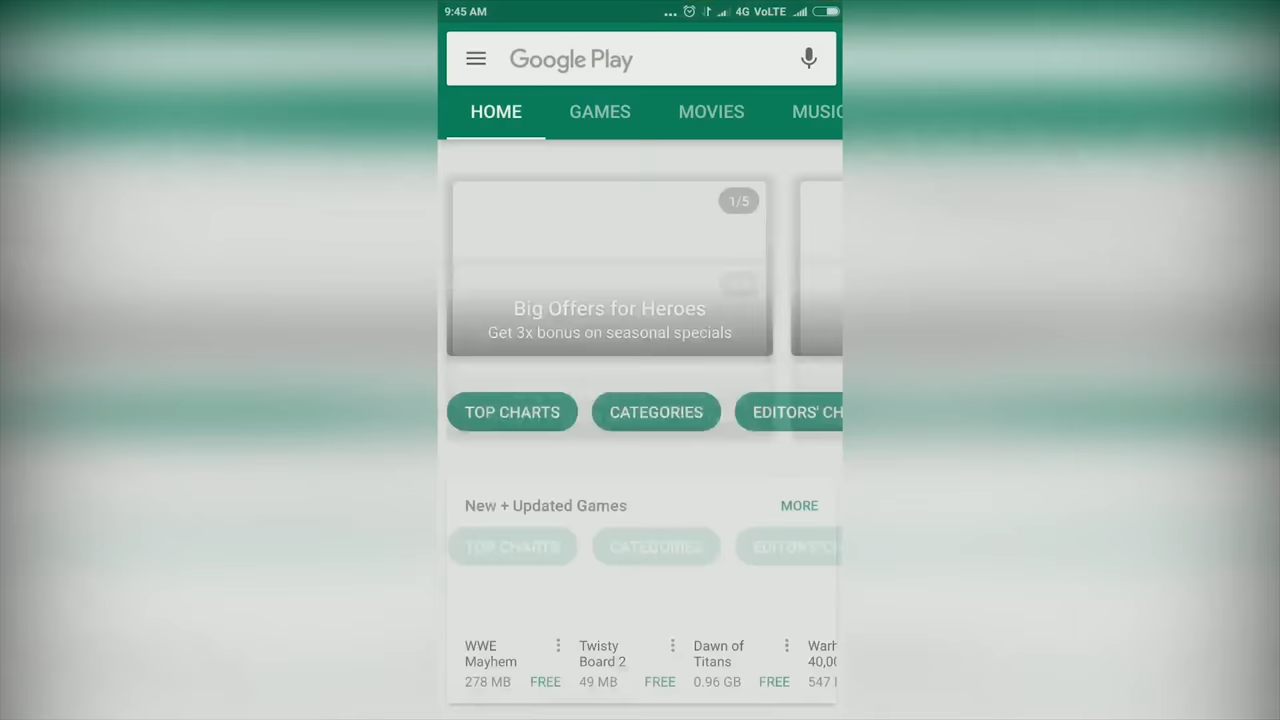 9:45 AM ... 4G VoLTE
Google Play
HOME GAMES MOVIES MUSIC
1/5
Big Offers for Heroes
Get 3x bonus on seasonal specials
TOP CHARTS CATEGORIES EDITORS' CH
New + Updated Games MORE
TOP CHARTS CATEGORIES EDITORS' CH
WWE Twisty Dawn of Warh
Mayhem Board 2 Titans 40,00
278 MB FREE 49 MB FREE 0.96 GB FREE 547